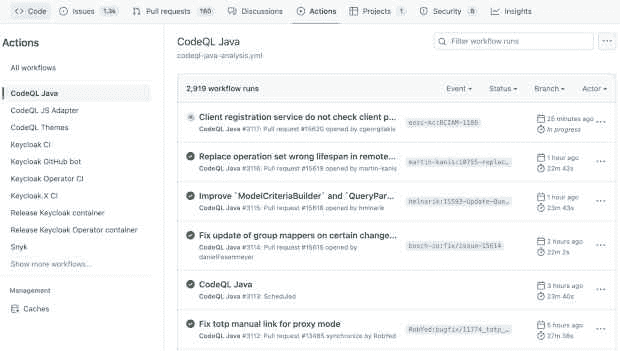 Code
Issues 1.3k
Pull requests 160
Discussions
Actions
Projects 1
Security 8
Insights
Actions
All workflows
CodeQL Java
CodeQL JS Adapter
CodeQL Themes
Keycloak CI
Keycloak GitHub bot
Keycloak Operator CI
Keycloak X CI
Release Keycloak container
Release Keycloak Operator container
Snyk
Show more workflows...
Management
Caches
CodeQL Java
codeql-java-analysis.yml
Filter workflow runs
2,919 workflow runs
Event
Status
Branch
Actor
Client registration service do not check client p...
CodeQL Java #3117: Pull request #15620 opened by cgeorgilakis
eosc-kc:RCIAM-1106
25 minutes ago
In progress
Replace operation set wrong lifespan in remote...
CodeQL Java #3116: Pull request #15619 opened by martin-kanis
martin-kanis:10755-replac...
1 hour ago
22m 42s
Improve `ModelCriteriaBuilder` and `QueryPar...
CodeQL Java #3115: Pull request #15618 opened by hmlnarik
hmlnarik:15593-Update-Que...
1 hour ago
23m 43s
Fix update of group mappers on certain change...
CodeQL Java #3114: Pull request #15615 opened by
danielFesenmeyer
bosch-io:fix/issue-15614
2 hours ago
22m 2s
CodeQL Java
CodeQL Java #3113: Scheduled
3 hours ago
23m 40s
Fix totp manual link for proxy mode
CodeQL Java #3112: Pull request #13485 synchronize by RobYed
RobYed:bugfix/11774_totp_...
5 hours ago
27m 38s